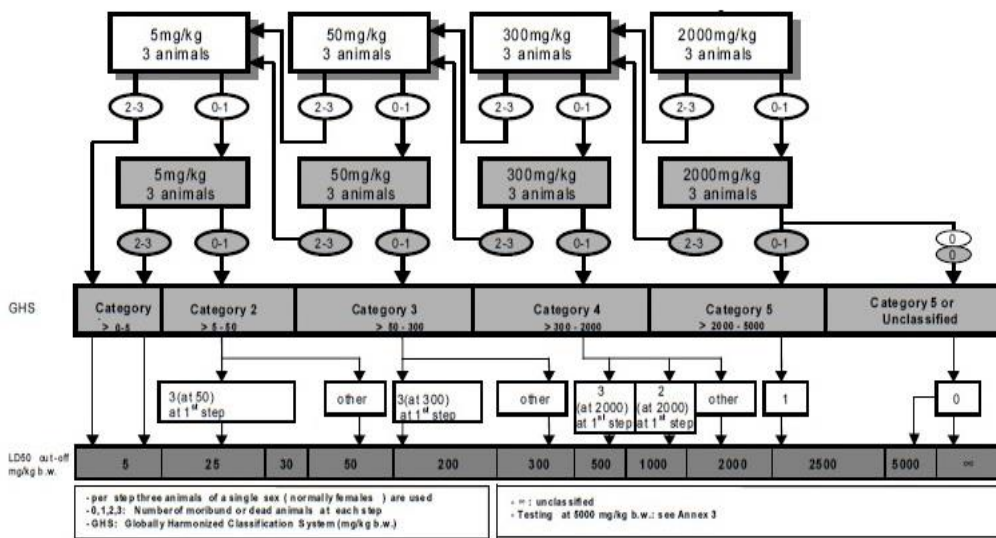 5mg/kg
3 animals
50mg/kg
3 animals
300mg/kg
3 animals
2000mg/kg
3 animals
2-3
0-1
2-3
0-1
2-3
0-1
2-3
0-1
5mg/kg
3 animals
50mg/kg
3 animals
300mg/kg
3 animals
2000mg/kg
3 animals
2-3
0-1
2-3
0-1
2-3
0-1
2-3
0-1
0
0
GHS
Category
> 0-5
Category 2
> 5 - 50
Category 3
> 50 - 300
Category 4
> 300 - 2000
Category 5
> 2000 - 5000
Category 5 or
Unclassified
3(at 50)
at 1st step
other
3(at 300)
at 1st step
other
3
(at 2000)
at 1st step
2
(at 2000)
at 1st step
other
1
0
LD50 cut-off
mg/kg b.w.
5
25
30
50
200
300
500
1000
2000
2500
5000
∞
- per step three animals of a single sex ( normally females ) are used
- 0,1,2,3: Number of moribund or dead animals at each step
- GHS: Globally Harmonized Classification System (mg/kg b.w.)
- ∞ : unclassified
- Testing at 5000 mg/kg b.w.: see Annex 3